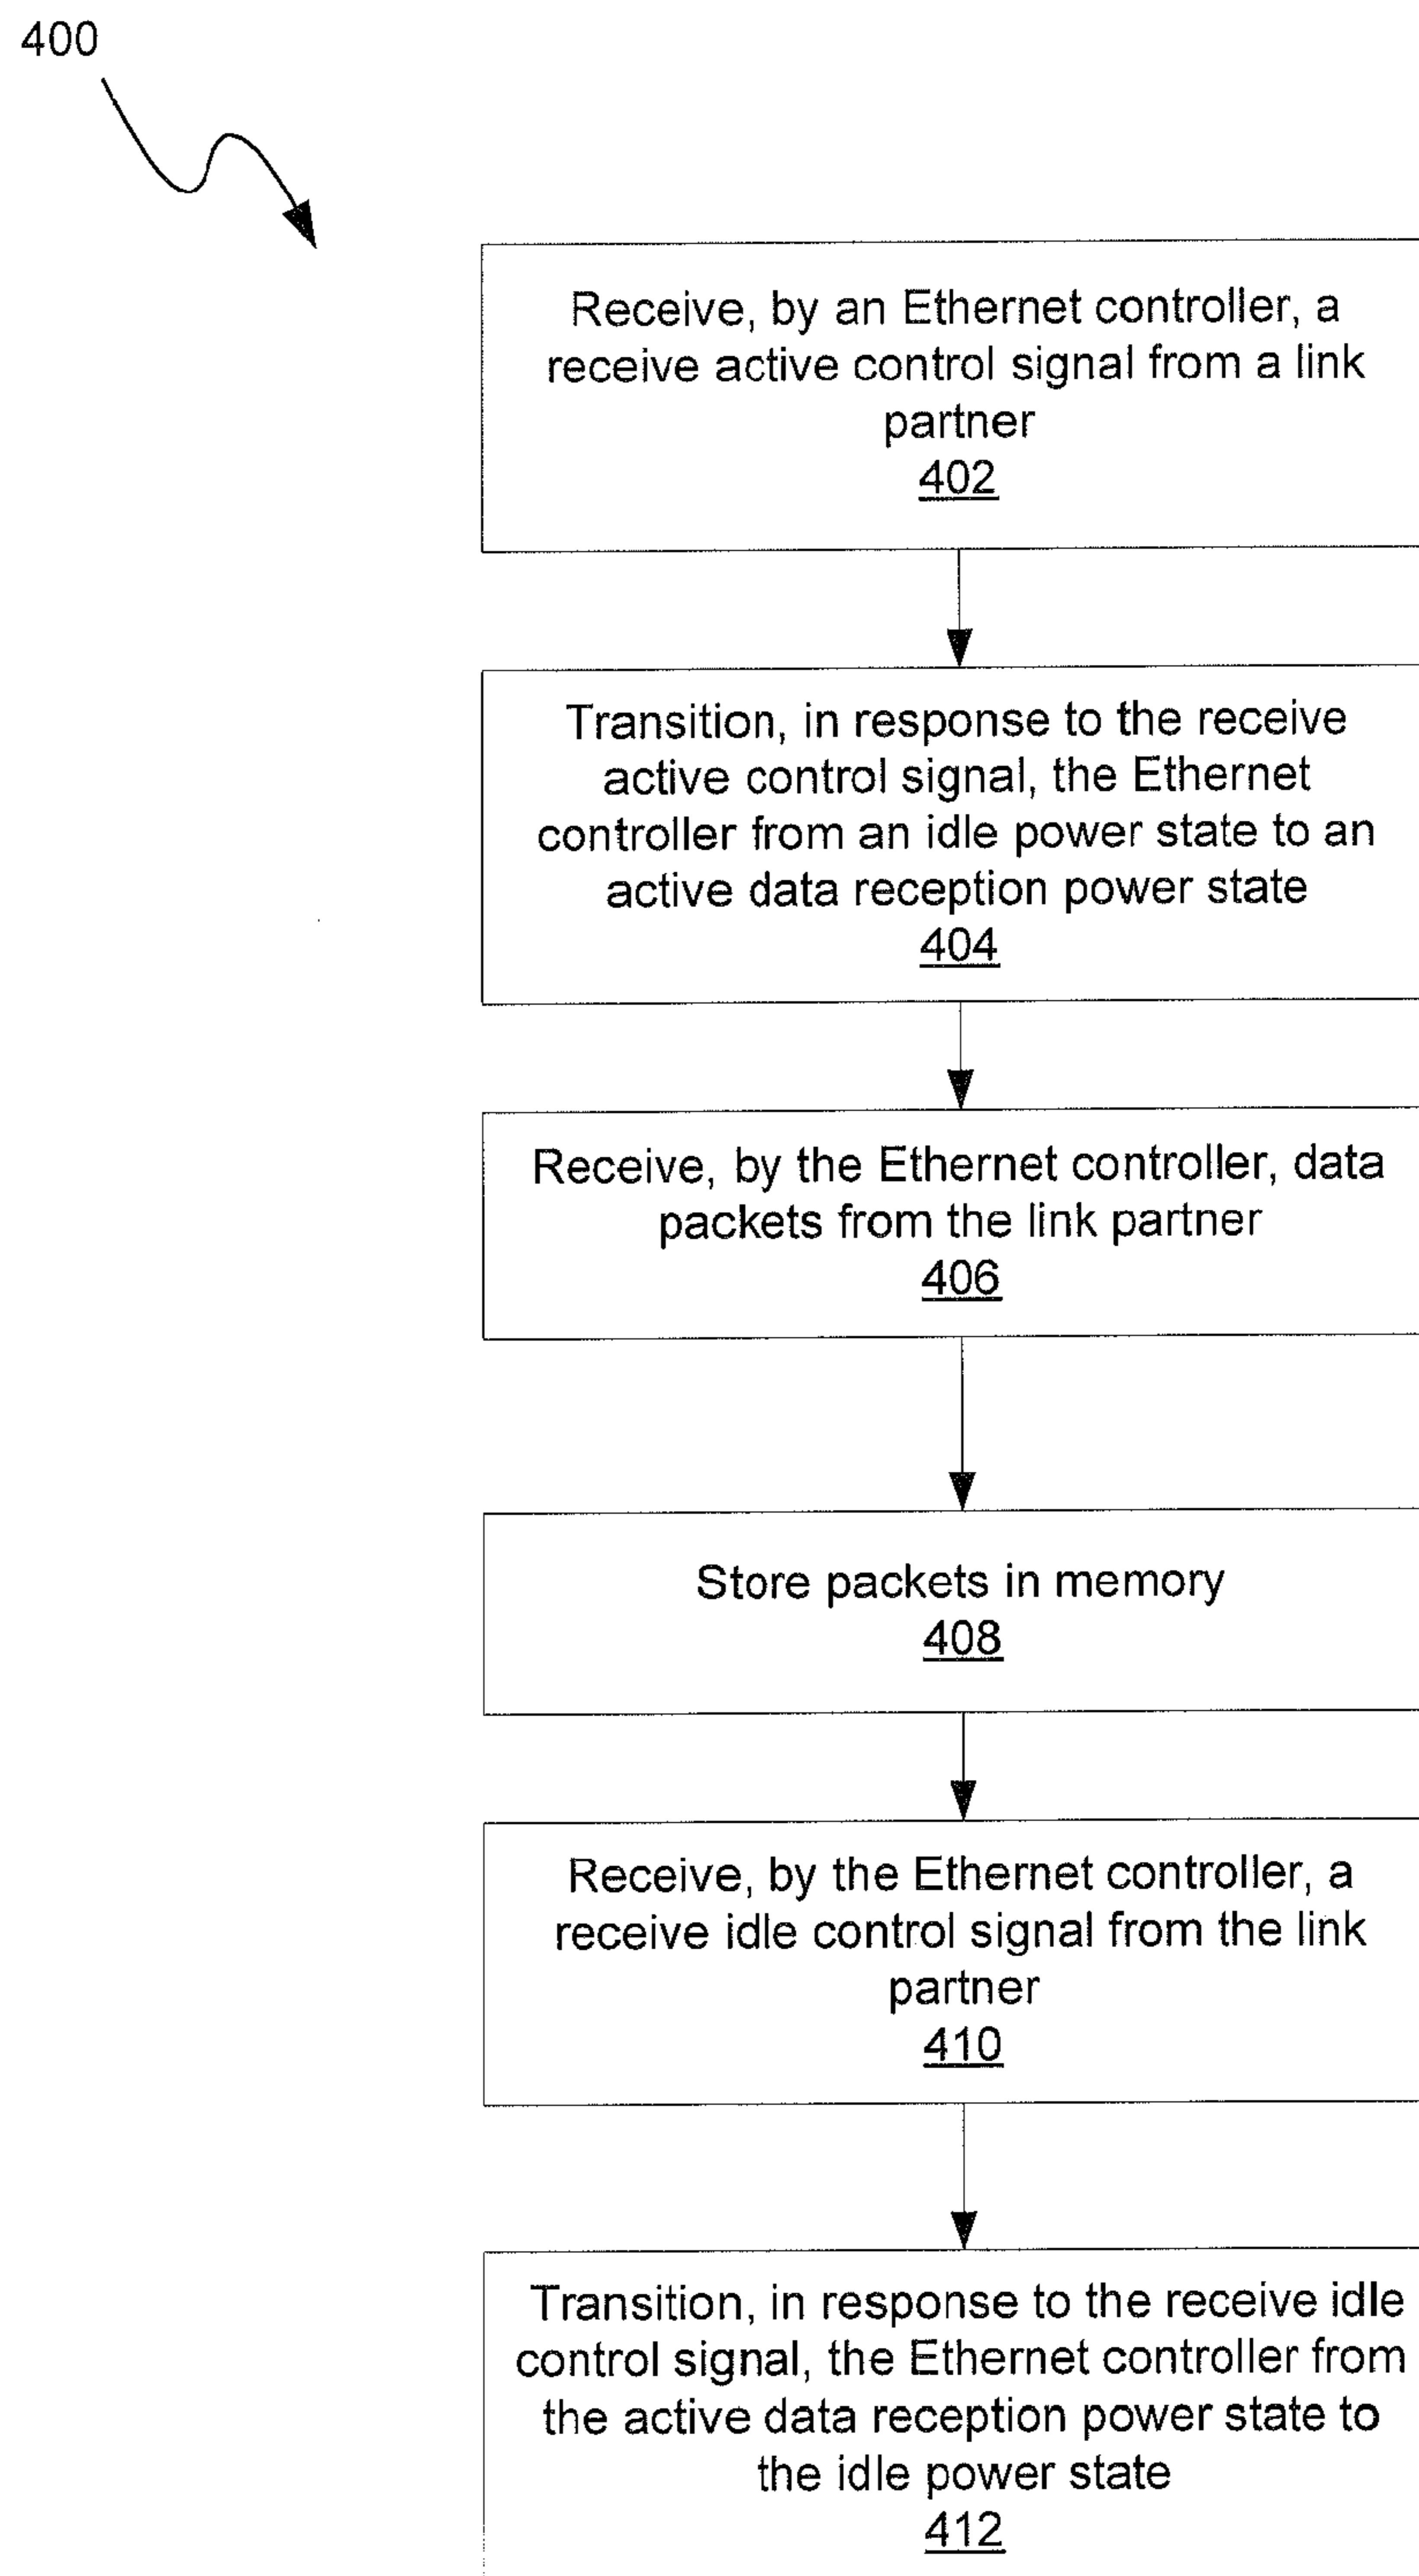 400
Receive, by an Ethernet controller, a
receive active control signal from a link
partner
402
Transition, in response to the receive
active control signal, the Ethernet
controller from an idle power state to an
active data reception power state
404
Receive, by the Ethernet controller, data
packets from the link partner
406
Store packets in memory
408
Receive, by the Ethernet controller, a
receive idle control signal from the link
partner
410
Transition, in response to the receive idle
control signal, the Ethernet controller from
the active data reception power state to
the idle power state
412